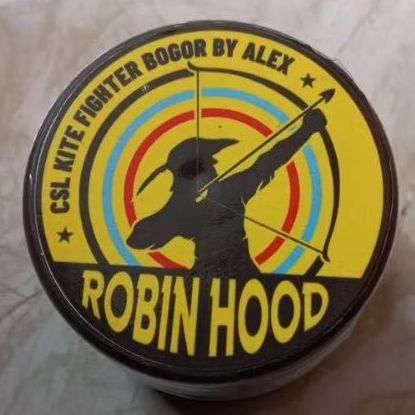 CSL KITE FIGHTER BOGOR BY ALEX
ROBIN HOOD